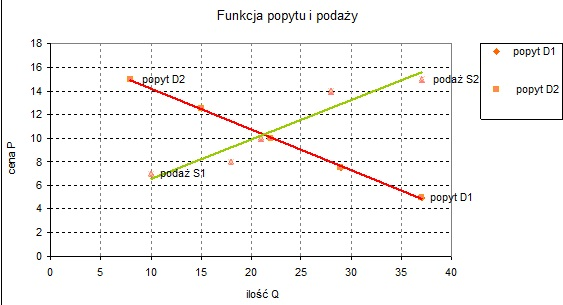 Funkcja popytu i podaży
18
16
14
12
10
8
6
4
2
0
cena P
0
5
10
15
20
25
30
35
40
ilość Q
popyt D2
podaż S2
podaż S1
popyt D1
popyt D1
popyt D2